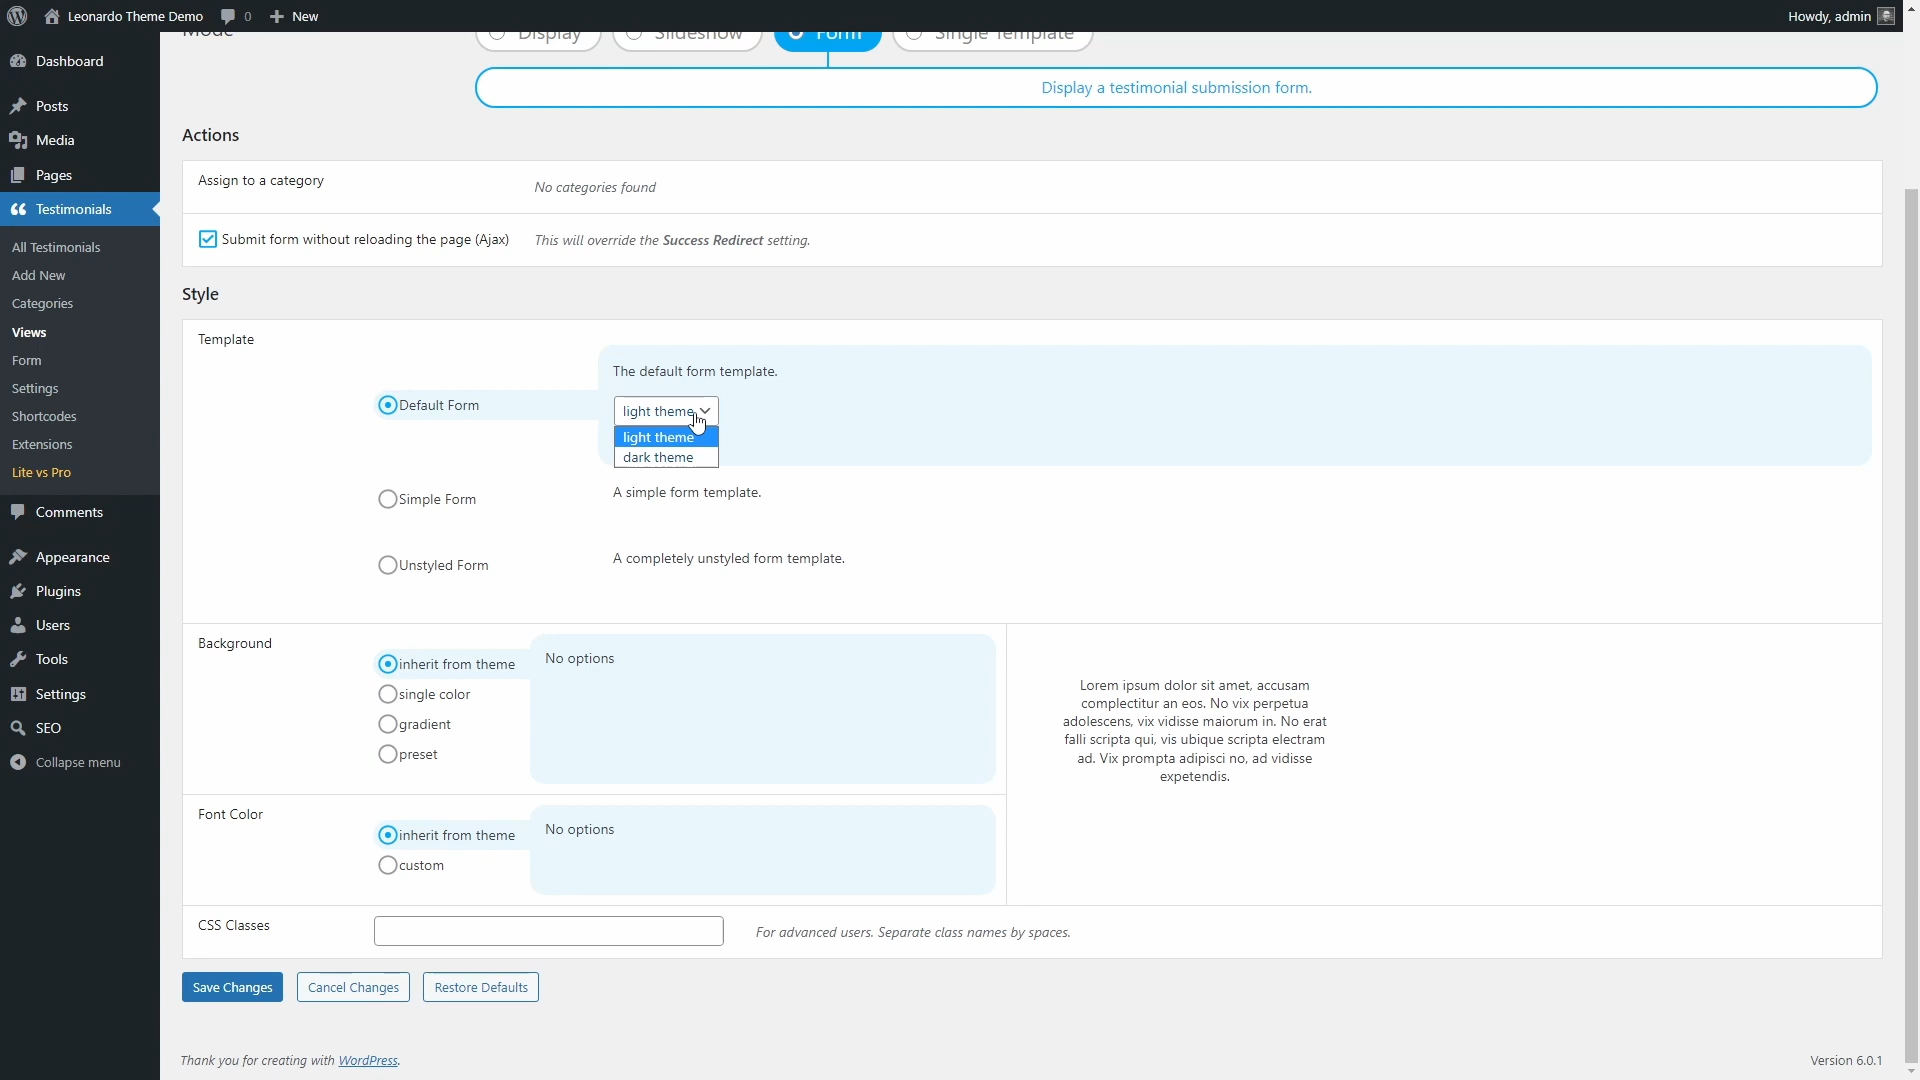 Leonardo Theme Demo 0 New Howdy, admin
Mode Display Slideshow Form Single Template
Display a testimonial submission form.
Dashboard
Posts
Media
Pages
Testimonials
All Testimonials
Add New
Categories
Views
Form
Settings
Shortcodes
Extensions
Lite vs Pro
Comments
Appearance
Plugins
Users
Tools
Settings
SEO
Collapse menu
Actions
Assign to a category No categories found
Submit form without reloading the page (Ajax) This will override the Success Redirect setting.
Style
Template
The default form template.
Default Form
light theme
light theme
dark theme
Simple Form A simple form template.
Unstyled Form A completely unstyled form template.
Background
inherit from theme No options
single color
gradient
preset
Lorem ipsum dolor sit amet, accusam
complectitur an eos. No vix perpetua
adolescens, vix vidisse maiorum in. No erat
falli scripta qui, vis ubique scripta electram
ad. Vix prompta adipisci no, ad vidisse
expetendis.
Font Color
inherit from theme No options
custom
CSS Classes For advanced users. Separate class names by spaces.
Save Changes Cancel Changes Restore Defaults
Thank you for creating with WordPress. Version 6.0.1